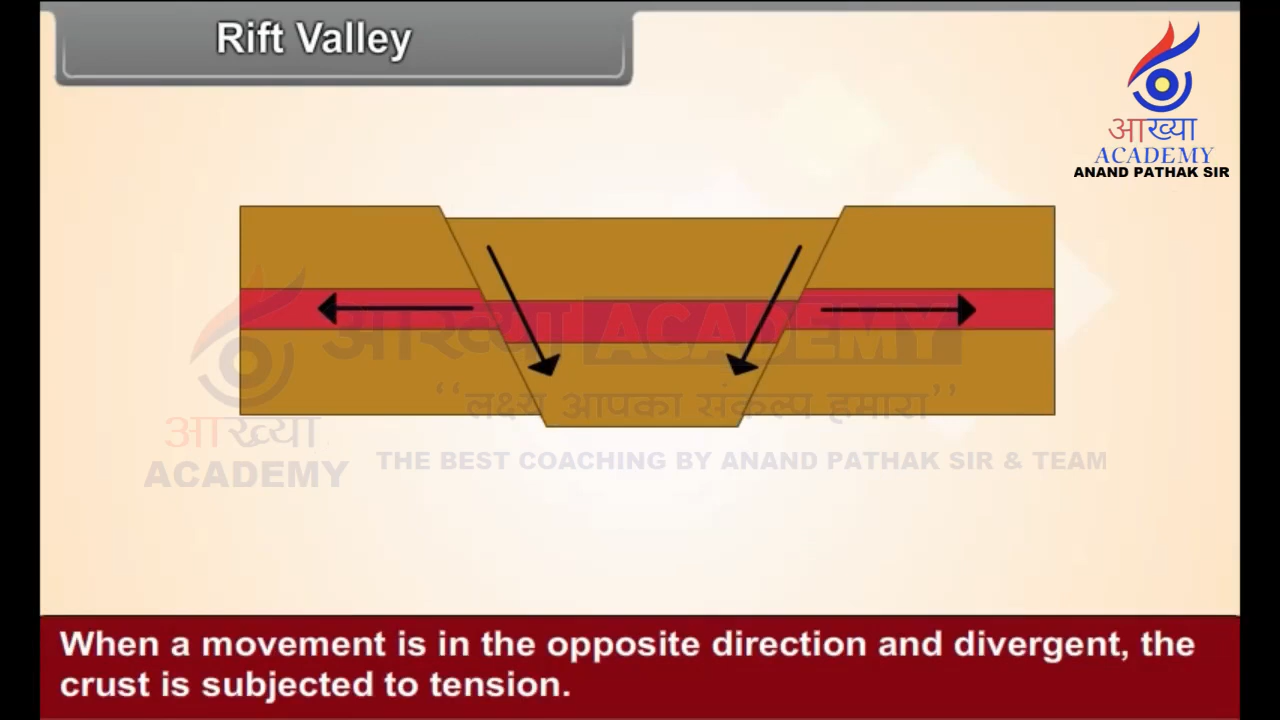 Rift Valley
आख्या
ACADEMY
ANAND PATHAK SIR
आख्या ACADEMY
‘‘लक्ष्य आपका संकल्प हमारा’’
आख्या
ACADEMY
THE BEST COACHING BY ANAND PATHAK SIR & TEAM
When a movement is in the opposite direction and divergent, the
crust is subjected to tension.